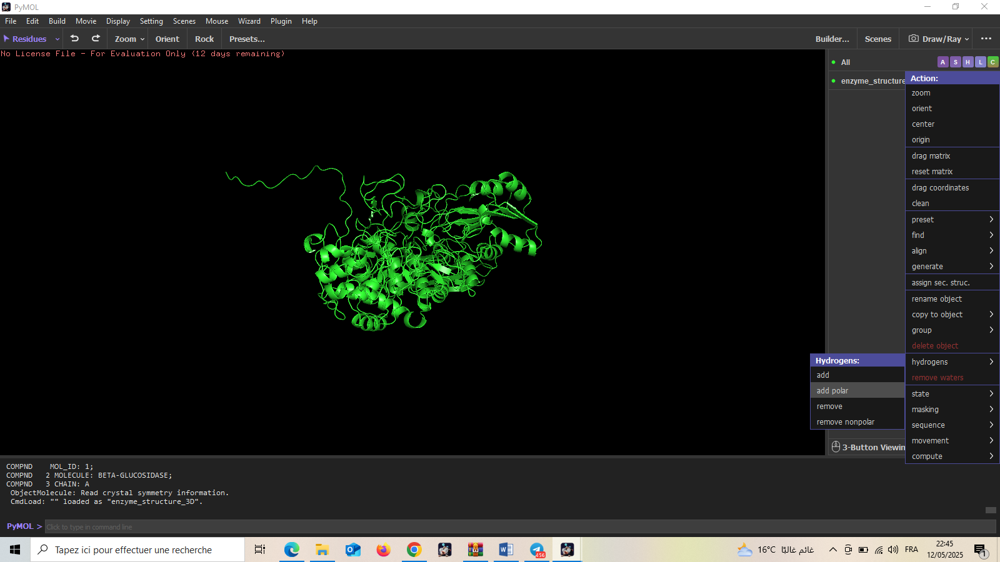 PyMOL
File Edit Build Movie Display Setting Scenes Mouse Wizard Plugin Help
Residues Zoom Orient Rock Presets... Builder... Scenes Draw/Ray
No License File - For Evaluation Only (12 days remaining)
All A S H L C
enzyme_structure
Action:
zoom
orient
center
origin
drag matrix
reset matrix
drag coordinates
clean
preset
find
align
generate
assign sec. struc.
rename object
copy to object
group
delete object
hydrogens
remove waters
state
masking
sequence
movement
compute
Hydrogens:
add
add polar
remove
remove nonpolar
3-Button Viewin
COMPND    MOL_ID: 1;
COMPND   2 MOLECULE: BETA-GLUCOSIDASE;
COMPND   3 CHAIN: A
ObjectMolecule: Read crystal symmetry information.
CmdLoad: "" loaded as "enzyme_structure_3D".
PyMOL > Click to type in command line
Tapez ici pour effectuer une recherche
456
16°C غائم غالبًا
FRA
22:45
12/05/2025
1